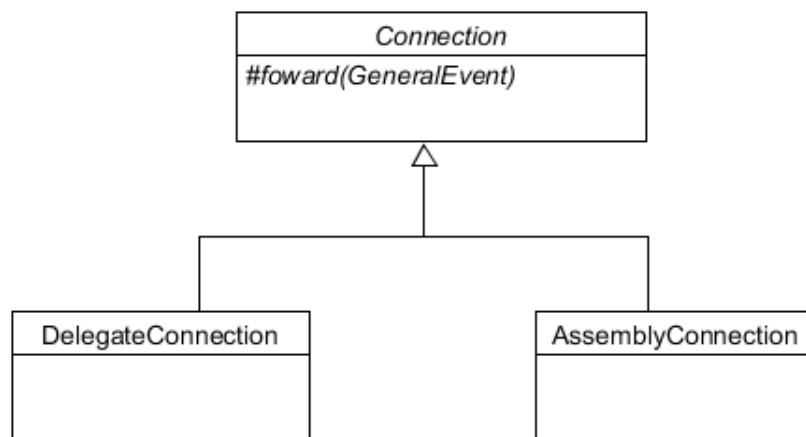 Connection
#foward(GeneralEvent)
DelegateConnection
AssemblyConnection